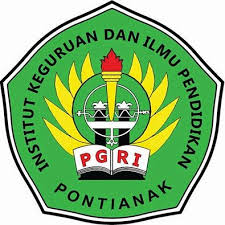 INSTITUT KEGURUAN DAN ILMU PENDIDIKAN
PGRI
PONTIANAK